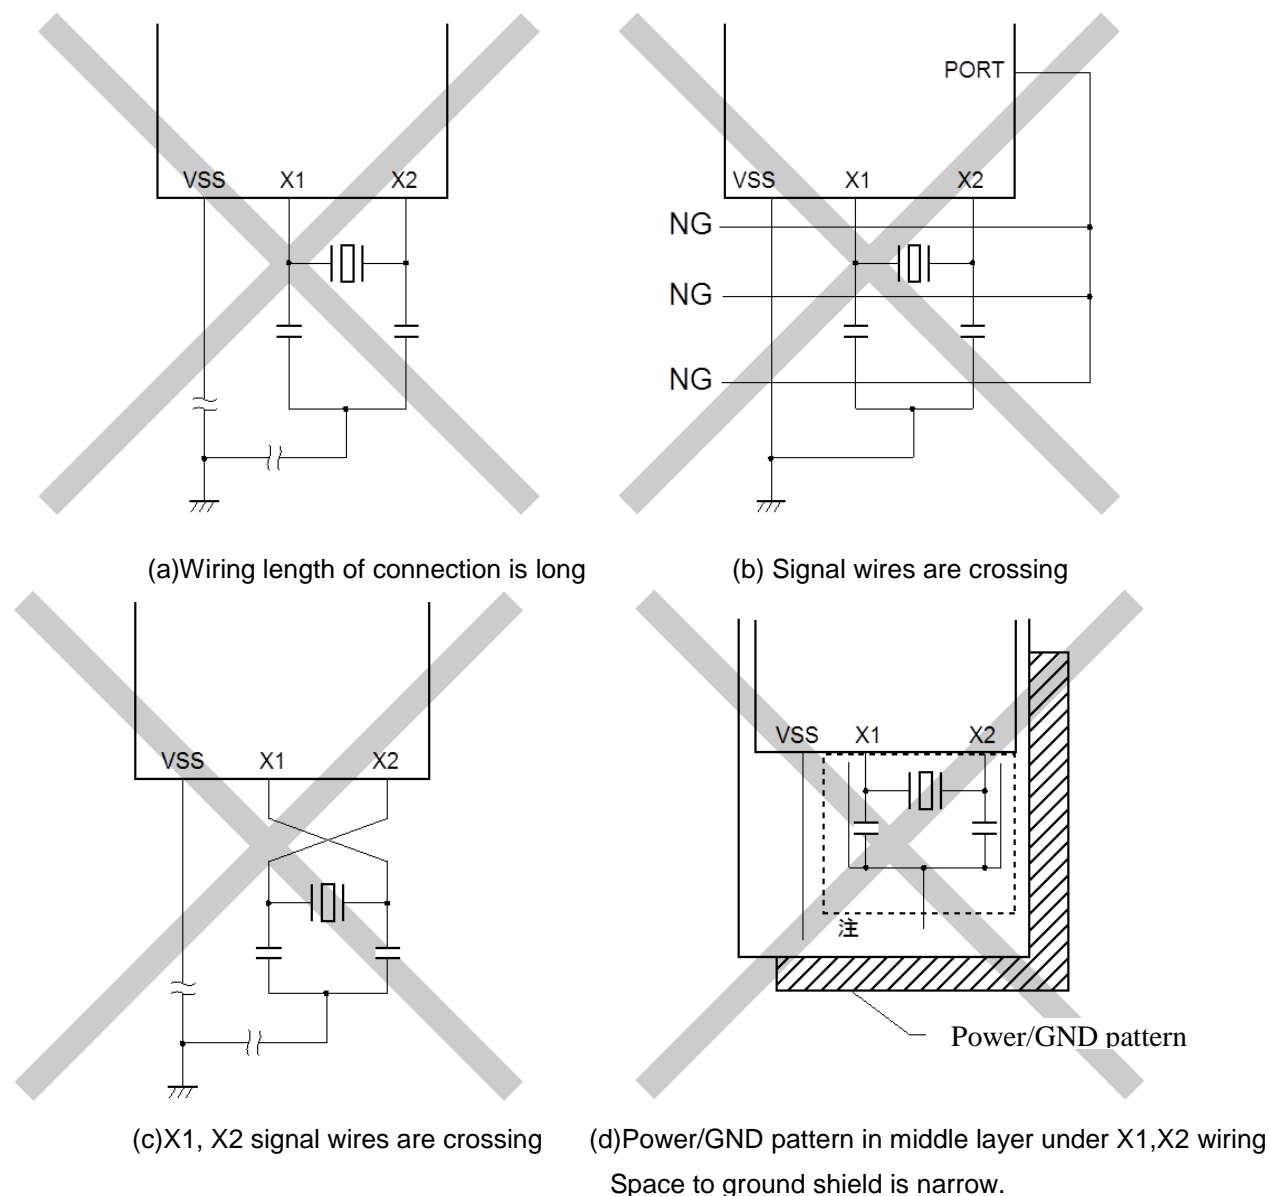 VSS X1 X2
(a)Wiring length of connection is long
PORT
VSS X1 X2
NG
NG
NG
(b) Signal wires are crossing
VSS X1 X2
(c)X1, X2 signal wires are crossing
VSS X1 X2
注
Power/GND pattern
(d)Power/GND pattern in middle layer under X1,X2 wiring
Space to ground shield is narrow.